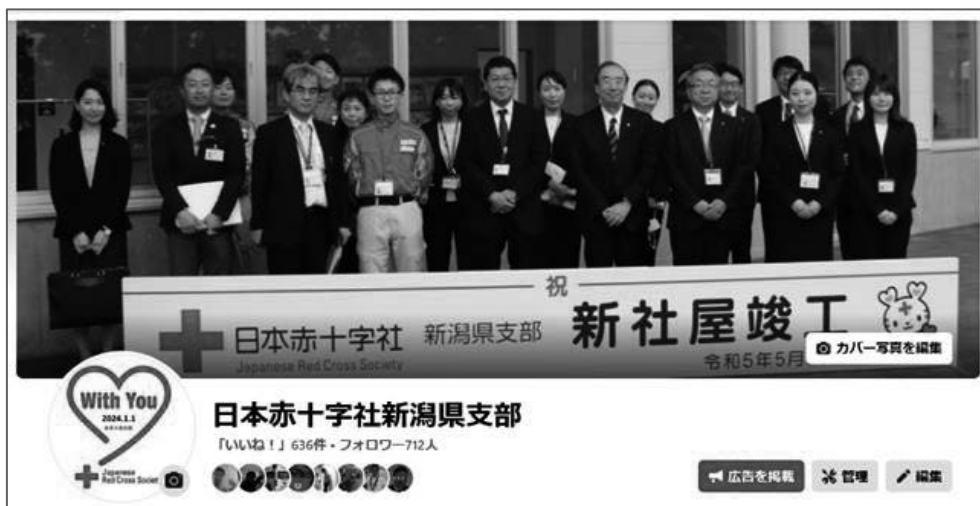 祝
日本赤十字社 新潟県支部 新社屋竣工
Japanese Red Cross Society
令和5年5月
カバー写真を編集
With You
2024.1.1
Japanese
Red Cross Societ
日本赤十字社新潟県支部
「いいね！」636件・フォロワー712人
広告を掲載 管理 編集